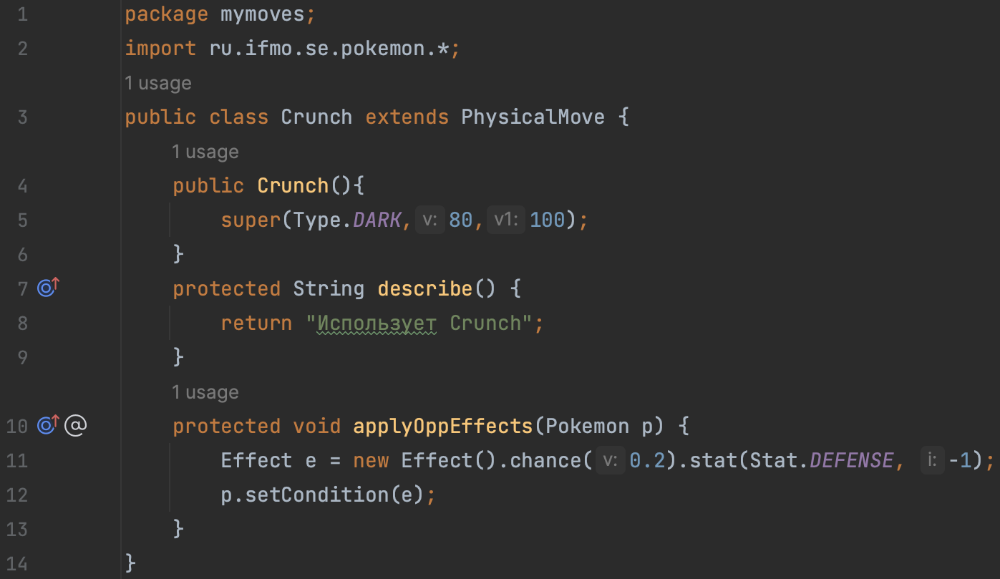 1 package mymoves;
2 import ru.ifmo.se.pokemon.*;
1 usage
3 public class Crunch extends PhysicalMove {
1 usage
4 public Crunch(){
5 super(Type.DARK, v: 80, v1: 100);
6 }
7 protected String describe() {
8 return "Использует Crunch";
9 }
1 usage
10 @ protected void applyOppEffects(Pokemon p) {
11 Effect e = new Effect().chance( v: 0.2).stat(Stat.DEFENSE, i: -1);
12 p.setCondition(e);
13 }
14 }